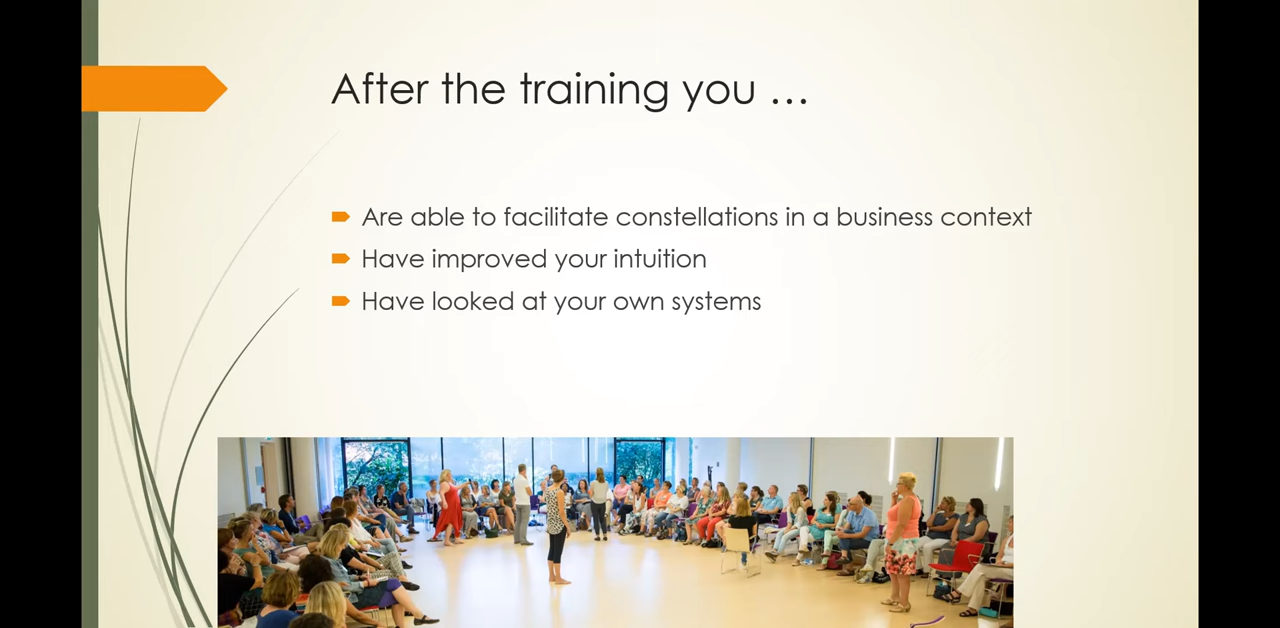 After the training you ...
Are able to facilitate constellations in a business context
Have improved your intuition
Have looked at your own systems